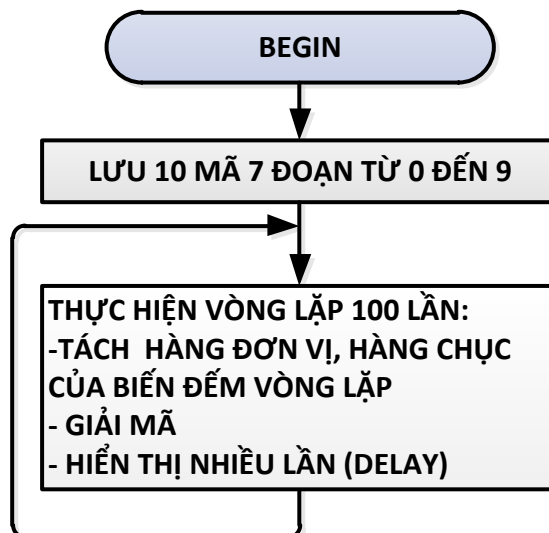 BEGIN
LƯU 10 MÃ 7 ĐOẠN TỪ 0 ĐẾN 9
THỰC HIỆN VÒNG LẶP 100 LẦN:
-TÁCH HÀNG ĐƠN VỊ, HÀNG CHỤC
CỦA BIẾN ĐẾM VÒNG LẶP
- GIẢI MÃ
- HIỂN THỊ NHIỀU LẦN (DELAY)